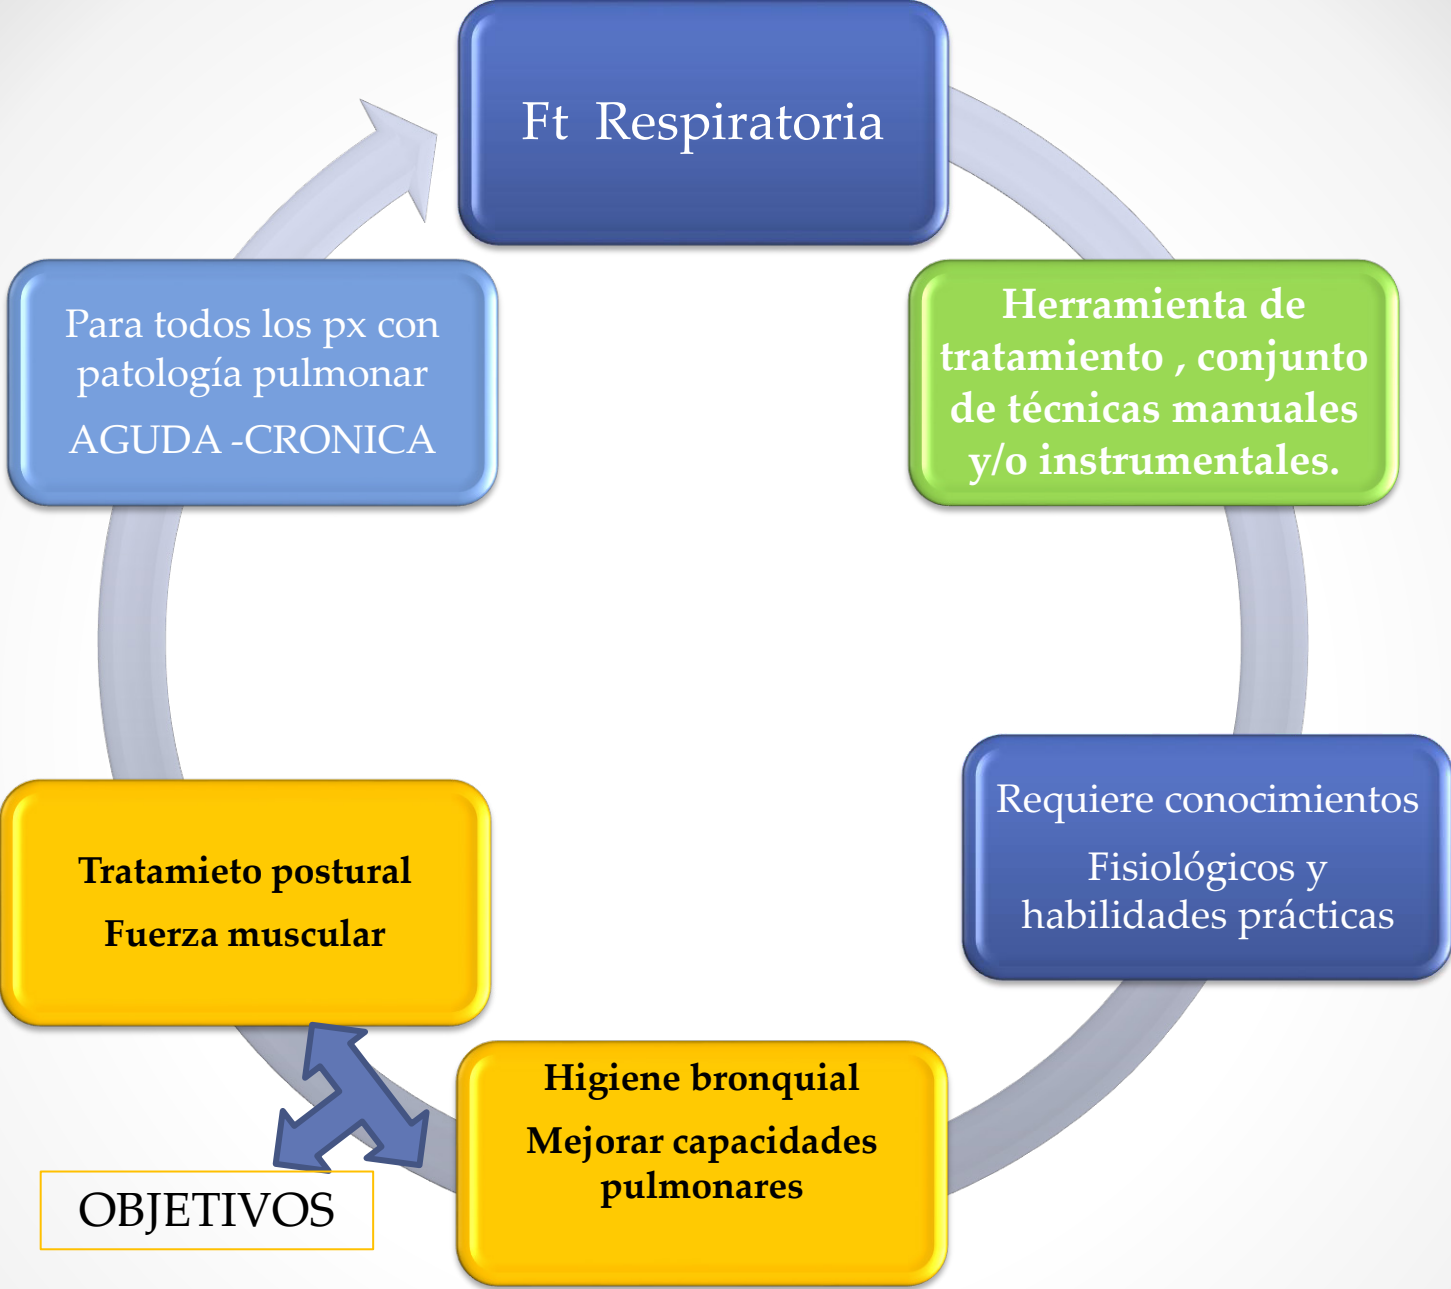 Ft Respiratoria
Herramienta de
tratamiento , conjunto
de técnicas manuales
y/o instrumentales.
Requiere conocimientos
Fisiológicos y
habilidades prácticas
Higiene bronquial
Mejorar capacidades
pulmonares
Tratamieto postural
Fuerza muscular
OBJETIVOS
Para todos los px con
patología pulmonar
AGUDA -CRONICA